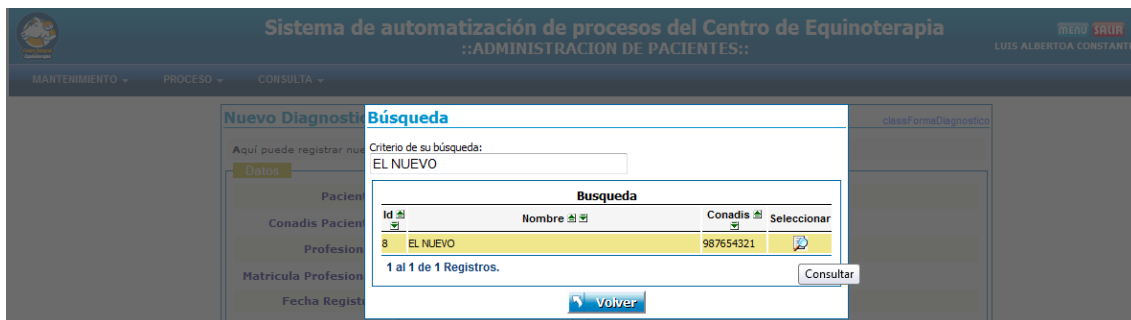 Sistema de automatización de procesos del Centro de Equinoterapia
::ADMINISTRACION DE PACIENTES::
MENU SALIR
LUIS ALBERTOA CONSTANT
MANTENIMIENTO PROCESO CONSULTA
Nuevo Diagnosti
classFormaDiagnostico
Aquí puede registrar nue
Datos
Pacien
Conadis Pacien
Profesion
Matricula Profesion
Fecha Regist
Búsqueda
Criterio de su búsqueda:
EL NUEVO
Busqueda
Id Nombre Conadis Seleccionar
8 EL NUEVO 987654321
1 al 1 de 1 Registros.
Consultar
Volver